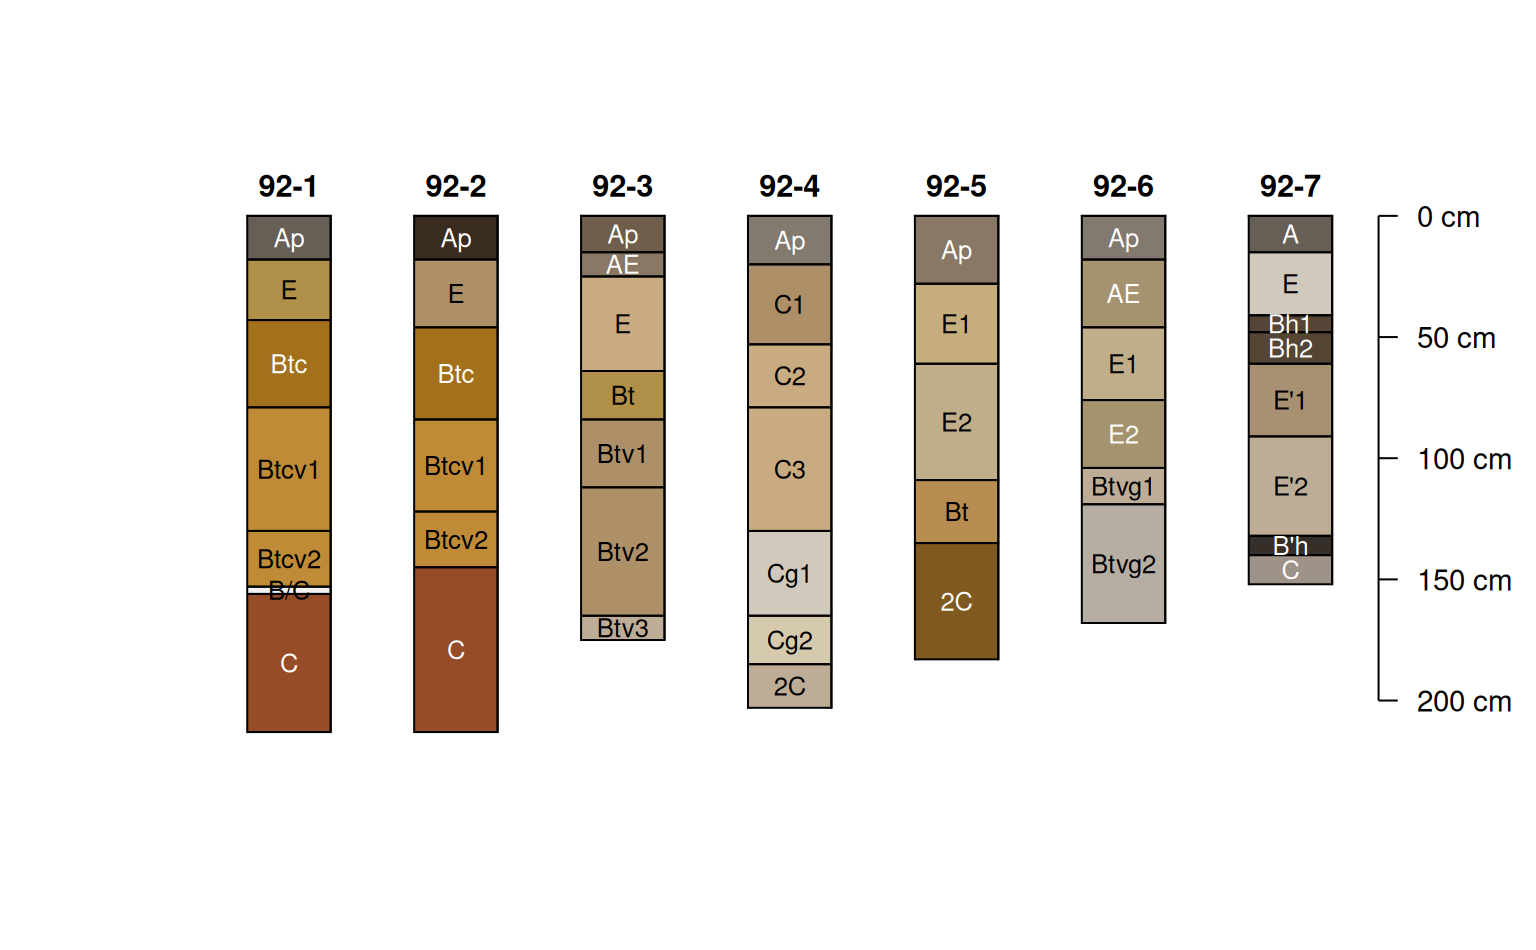 92-1 92-2 92-3 92-4 92-5 92-6 92-7
Ap
E
Btc
Btcv1
Btcv2
B/C
C
Ap
E
Btc
Btcv1
Btcv2
C
Ap
AE
E
Bt
Btv1
Btv2
Btv3
Ap
C1
C2
C3
Cg1
Cg2
2C
Ap
E1
E2
Bt
2C
Ap
AE
E1
E2
Btvg1
Btvg2
A
E
Bh1
Bh2
E'1
E'2
B'h
C
0 cm
50 cm
100 cm
150 cm
200 cm